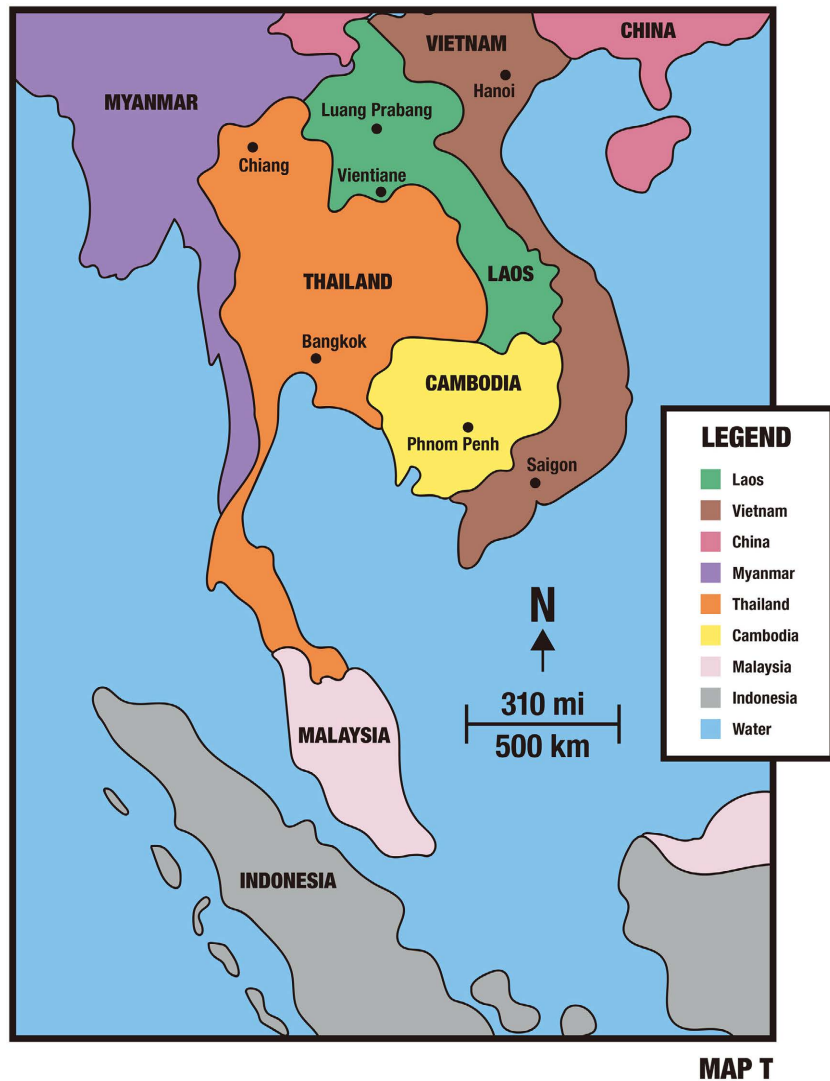 CHINA
VIETNAM
Hanoi
MYANMAR
Luang Prabang
Chiang
Vientiane
LAOS
THAILAND
Bangkok
CAMBODIA
Phnom Penh
Saigon
LEGEND
Laos
Vietnam
China
Myanmar
Thailand
Cambodia
Malaysia
Indonesia
Water
N
310 mi
500 km
MALAYSIA
INDONESIA
MAP T